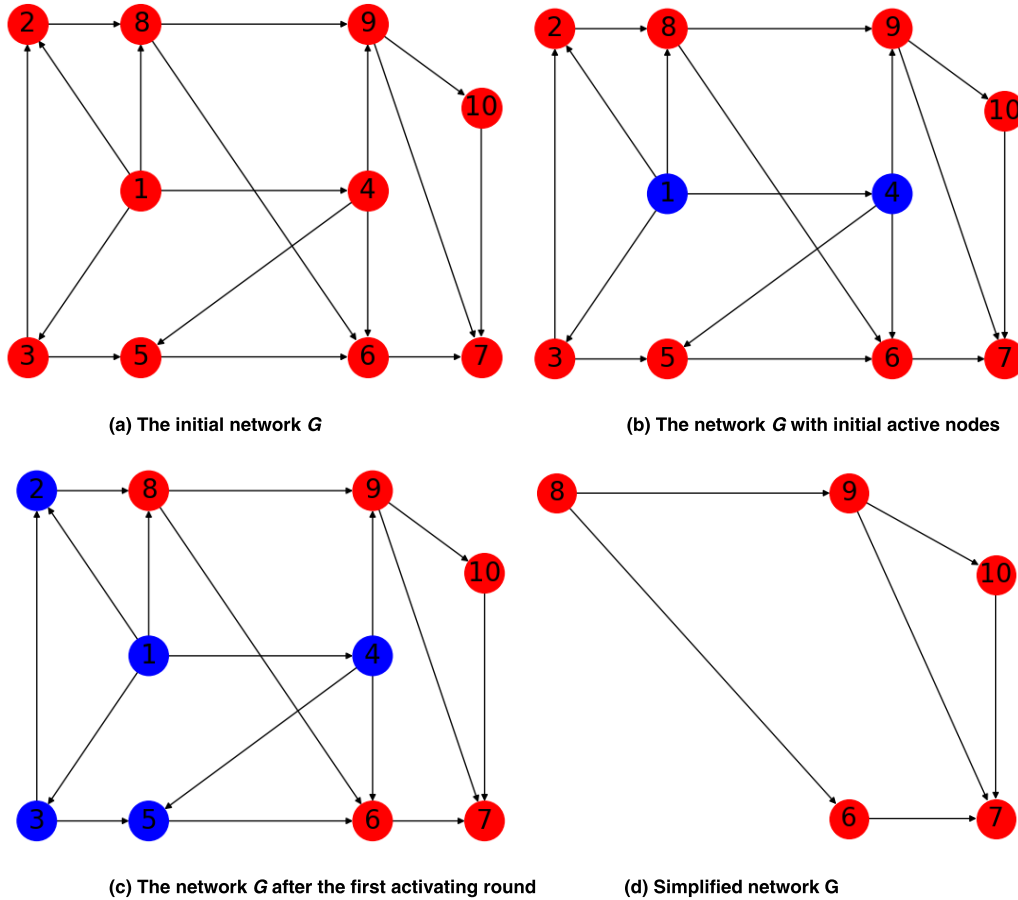 2 8 9 2 8 9
10 10
1 4 1 4
3 5 6 7 3 5 6 7
(a) The initial network G
(b) The network G with initial active nodes
2 8 9 8 9
10 10
1 4
3 5 6 7 6 7
(c) The network G after the first activating round
(d) Simplified network G